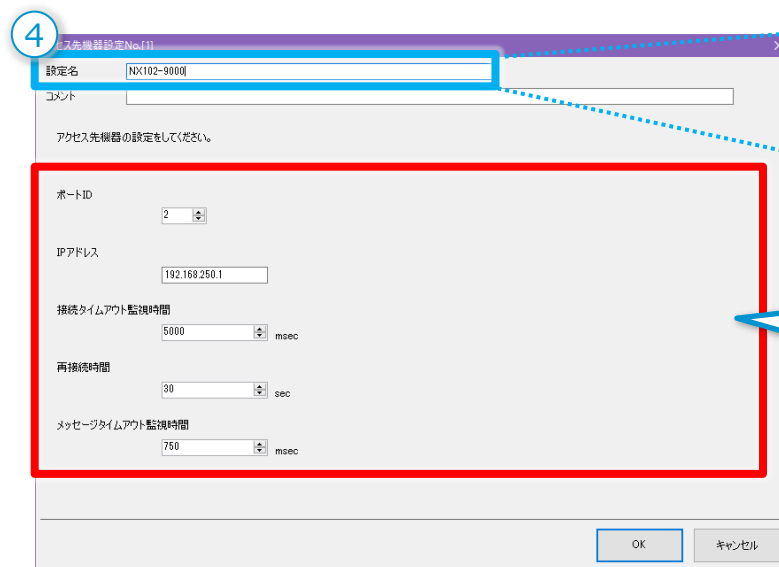 4
クセス先機器設定No.[1]
設定名
NX102-9000
コメント
アクセス先機器の設定をしてください。
ポートID
2
IPアドレス
192.168.250.1
接続タイムアウト監視時間
5000 msec
再接続時間
30 sec
メッセージタイムアウト監視時間
750 msec
OK キャンセル